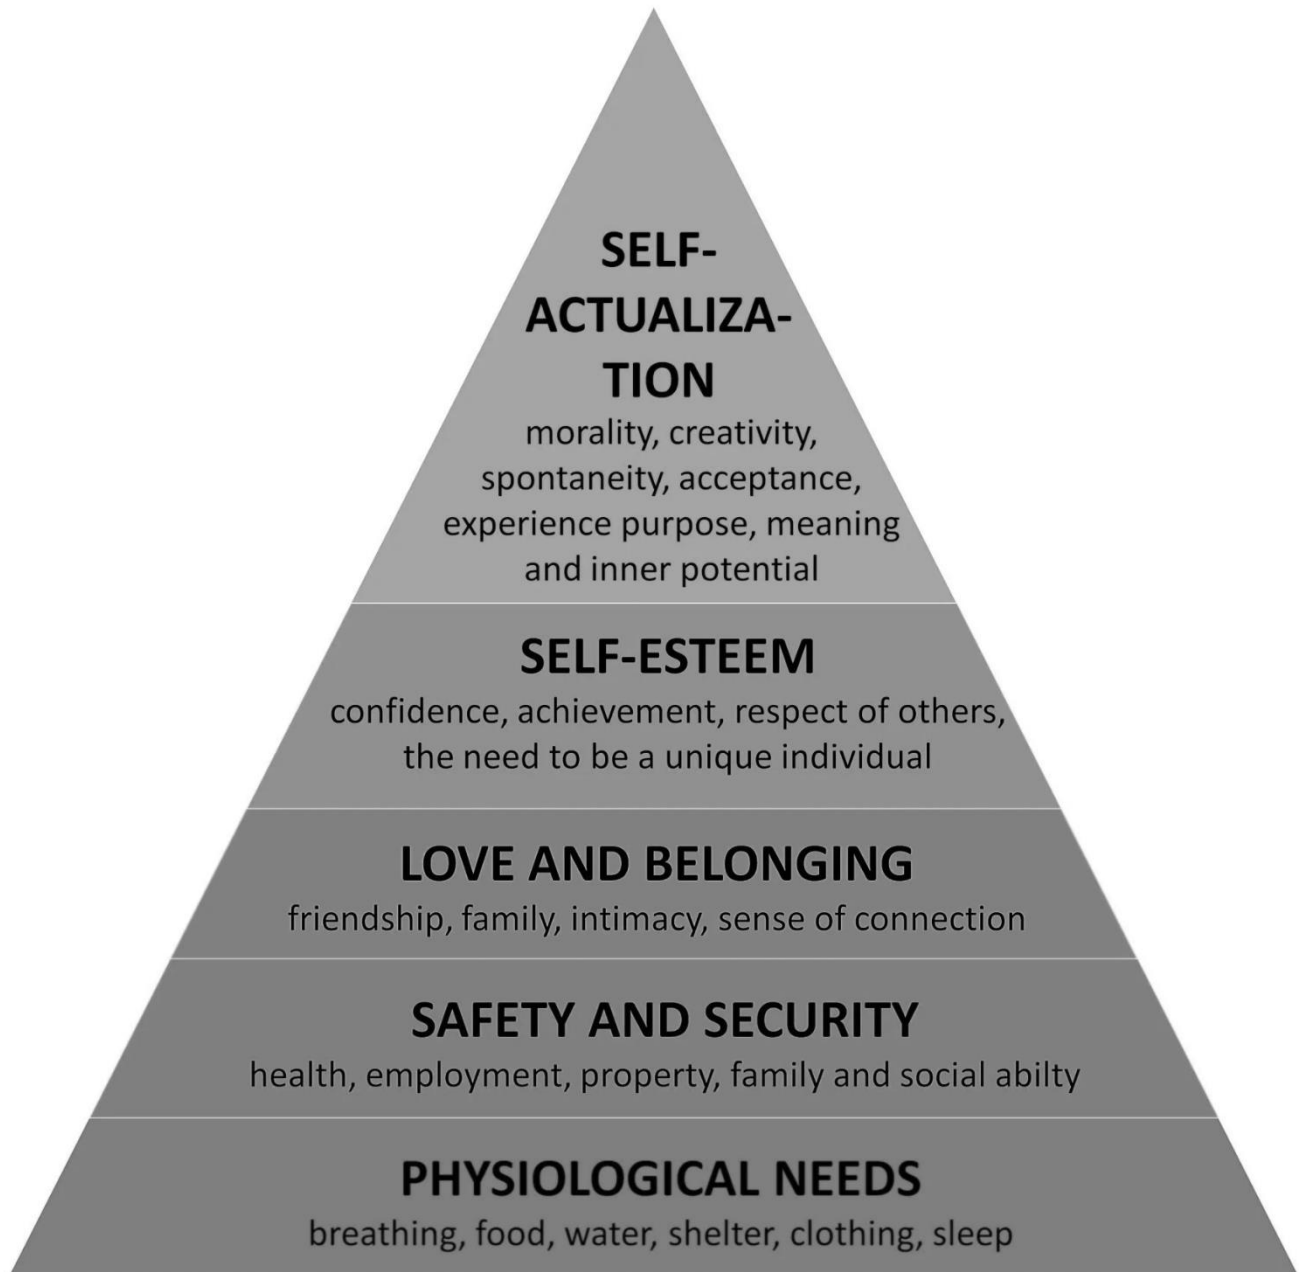 SELF-
ACTUALIZA-
TION
morality, creativity,
spontaneity, acceptance,
experience purpose, meaning
and inner potential
SELF-ESTEEM
confidence, achievement, respect of others,
the need to be a unique individual
LOVE AND BELONGING
friendship, family, intimacy, sense of connection
SAFETY AND SECURITY
health, employment, property, family and social abilty
PHYSIOLOGICAL NEEDS
breathing, food, water, shelter, clothing, sleep